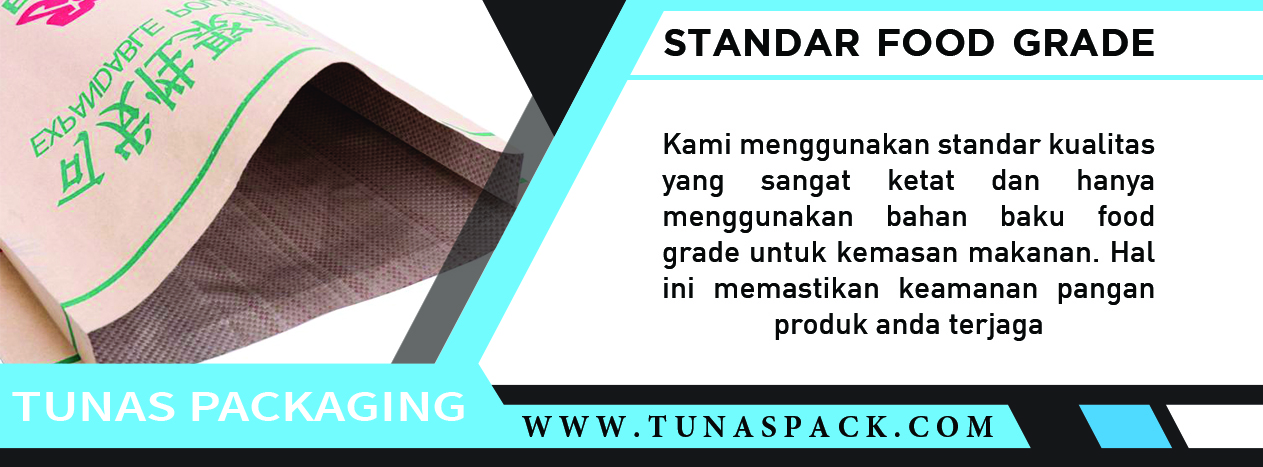 EXPANDABLE
STANDAR FOOD GRADE
Kami menggunakan standar kualitas
yang sangat ketat dan hanya
menggunakan bahan baku food
grade untuk kemasan makanan. Hal
ini memastikan keamanan pangan
produk anda terjaga
TUNAS PACKAGING
WWW.TUNASPACK.COM